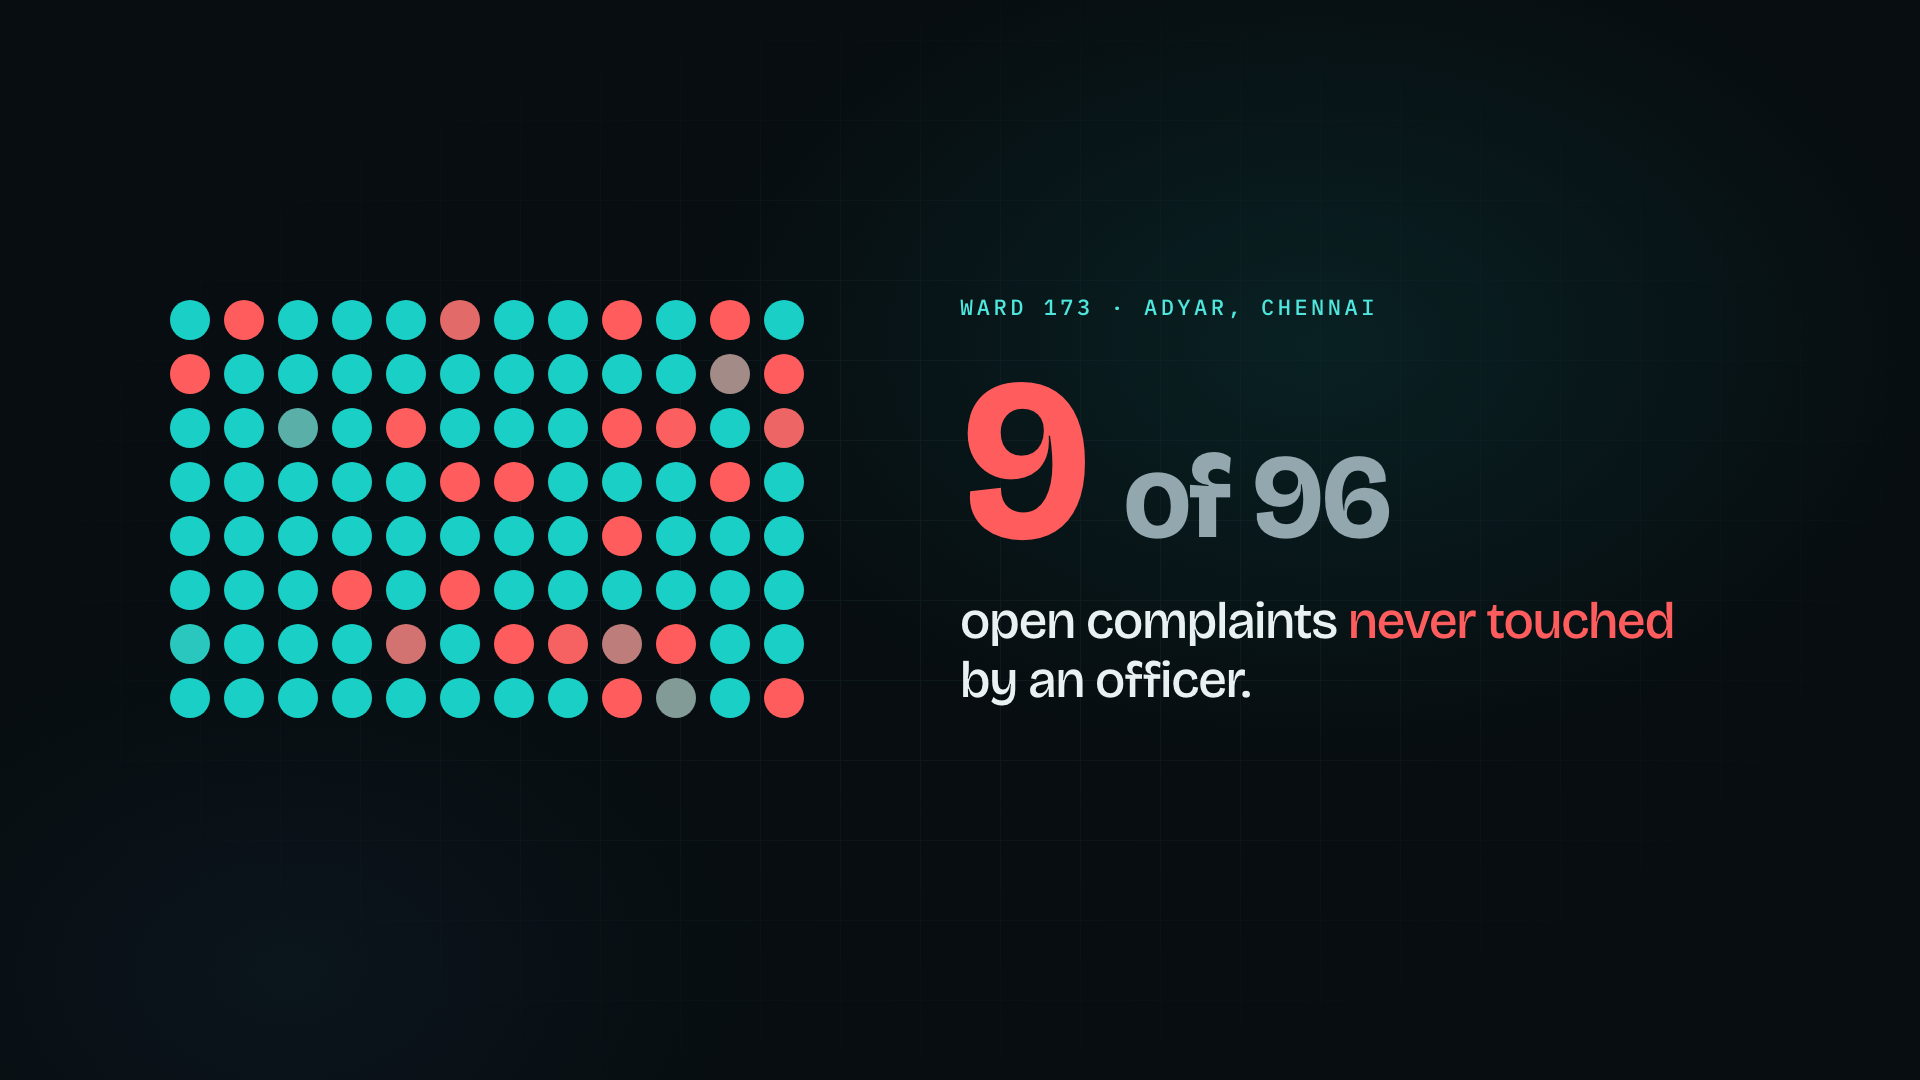 WARD 173 · ADYAR, CHENNAI
9 of 96
open complaints never touched
by an officer.